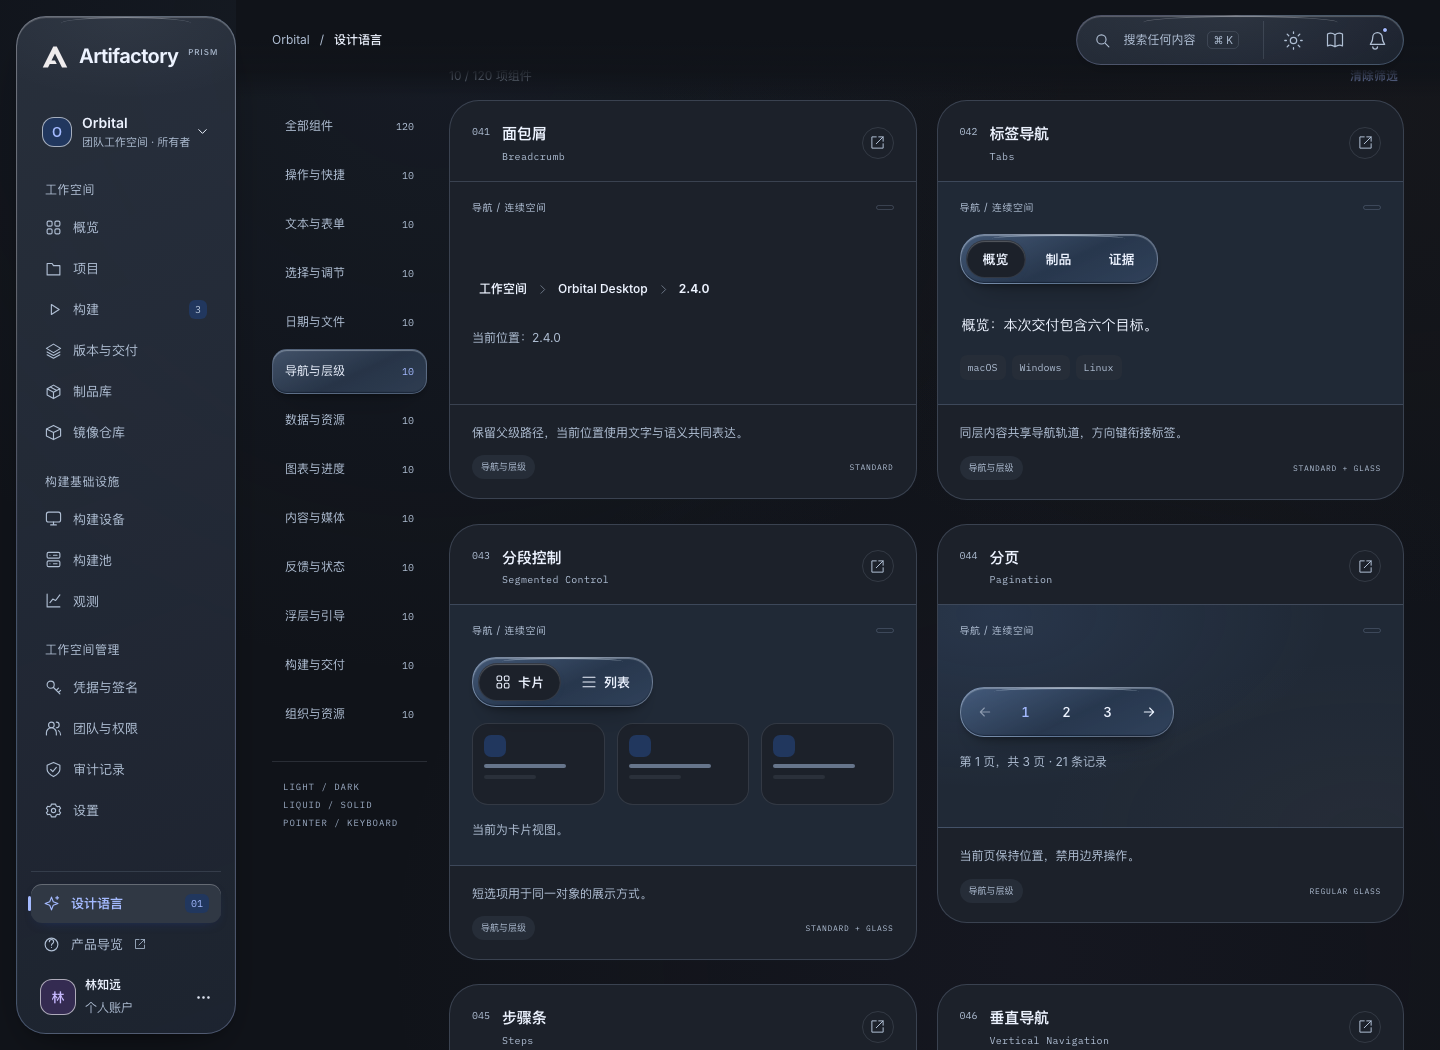 Artifactory PRISM
O
Orbital
团队工作空间 · 所有者
工作空间
概览
项目
构建 3
版本与交付
制品库
镜像仓库
构建基础设施
构建设备
构建池
观测
工作空间管理
凭据与签名
团队与权限
审计记录
设置
设计语言 01
产品导览
林
林知远
个人账户
Orbital / 设计语言
搜索任何内容 ⌘ K
10 / 120 项组件
清除筛选
全部组件 120
操作与快捷 10
文本与表单 10
选择与调节 10
日期与文件 10
导航与层级 10
数据与资源 10
图表与进度 10
内容与媒体 10
反馈与状态 10
浮层与引导 10
构建与交付 10
组织与资源 10
LIGHT / DARK
LIQUID / SOLID
POINTER / KEYBOARD
041 面包屑
Breadcrumb
导航 / 连续空间
工作空间 Orbital Desktop 2.4.0
当前位置：2.4.0
保留父级路径，当前位置使用文字与语义共同表达。
导航与层级
STANDARD
042 标签导航
Tabs
导航 / 连续空间
概览 制品 证据
概览：本次交付包含六个目标。
macOS Windows Linux
同层内容共享导航轨道，方向键衔接标签。
导航与层级
STANDARD + GLASS
043 分段控制
Segmented Control
导航 / 连续空间
卡片 列表
当前为卡片视图。
短选项用于同一对象的展示方式。
导航与层级
STANDARD + GLASS
044 分页
Pagination
导航 / 连续空间
← 1 2 3 →
第 1 页，共 3 页 · 21 条记录
当前页保持位置，禁用边界操作。
导航与层级
REGULAR GLASS
045 步骤条
Steps
046 垂直导航
Vertical Navigation